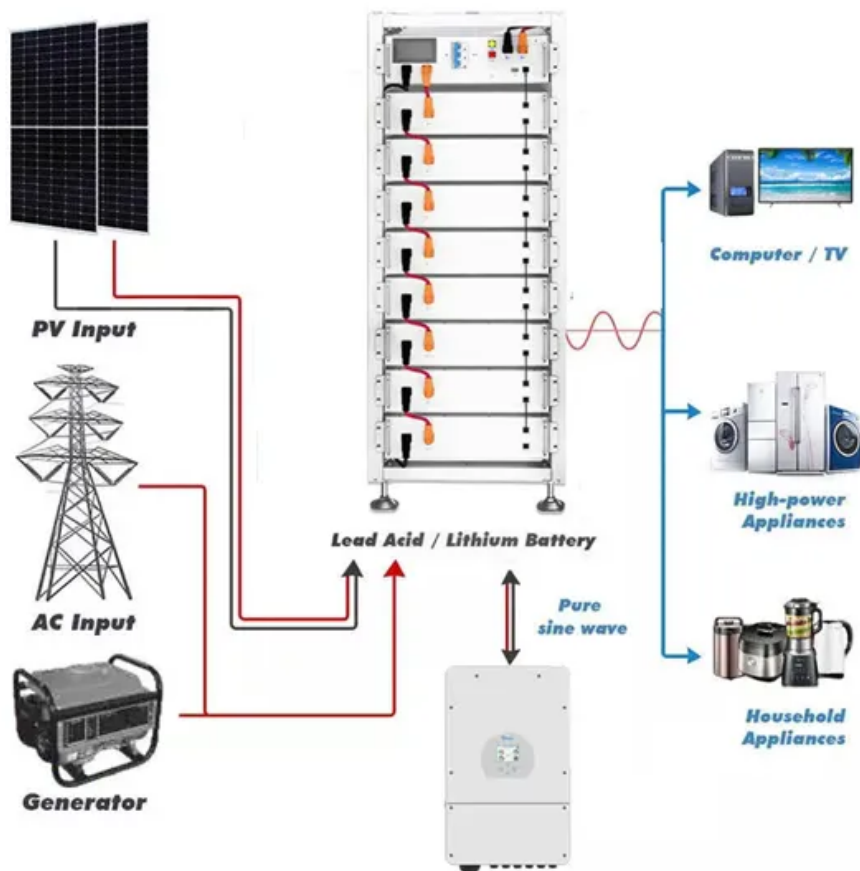 PV Input
AC Input
Generator
Lead Acid / Lithium Battery
Pure
sine wave
Computer / TV
High-power
Appliances
Household
Appliances